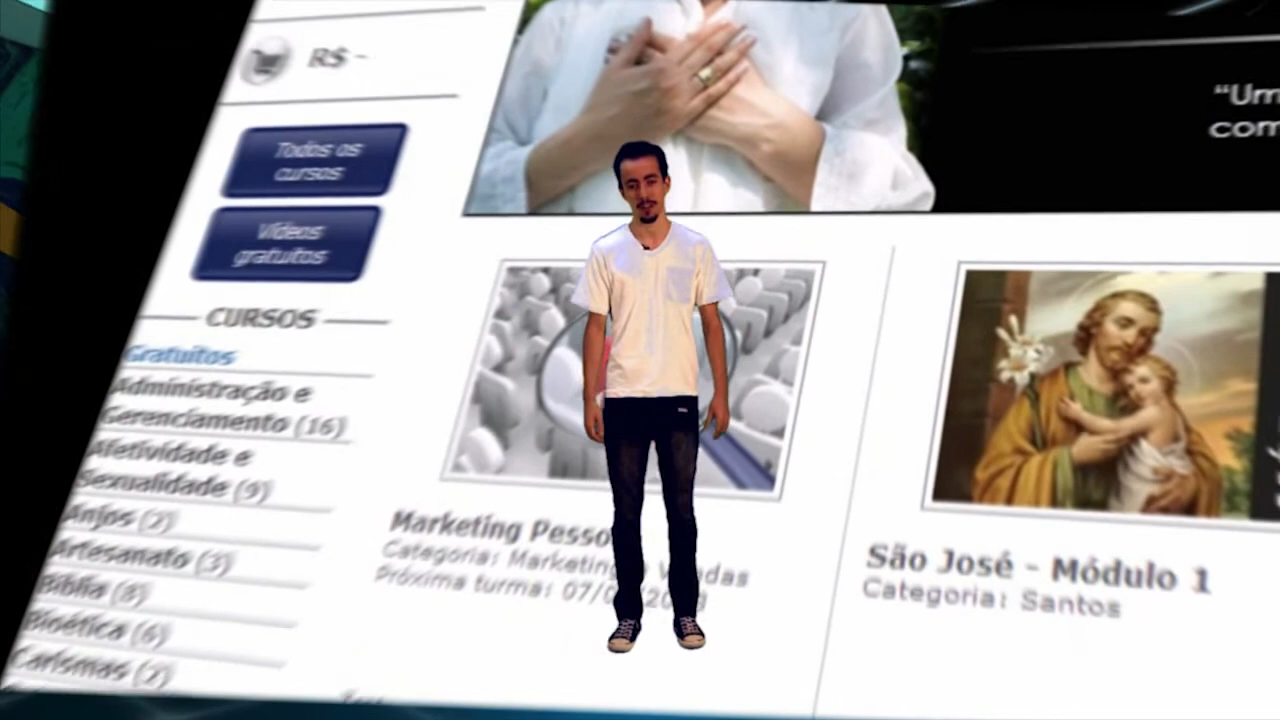 R$ -
Todos os
cursos
Vídeos
gratuitos
CURSOS
Gratuitos
Administração e
Gerenciamento (16)
Afetividade e
Sexualidade (9)
Anjos (2)
Artesanato (3)
Bíblia (8)
Bioética (6)
Carismas (2)
"Um
com
Marketing Pesso
Categoria: Marketing
Próxima turma: 07/0
São José - Módulo 1
Categoria: Santos